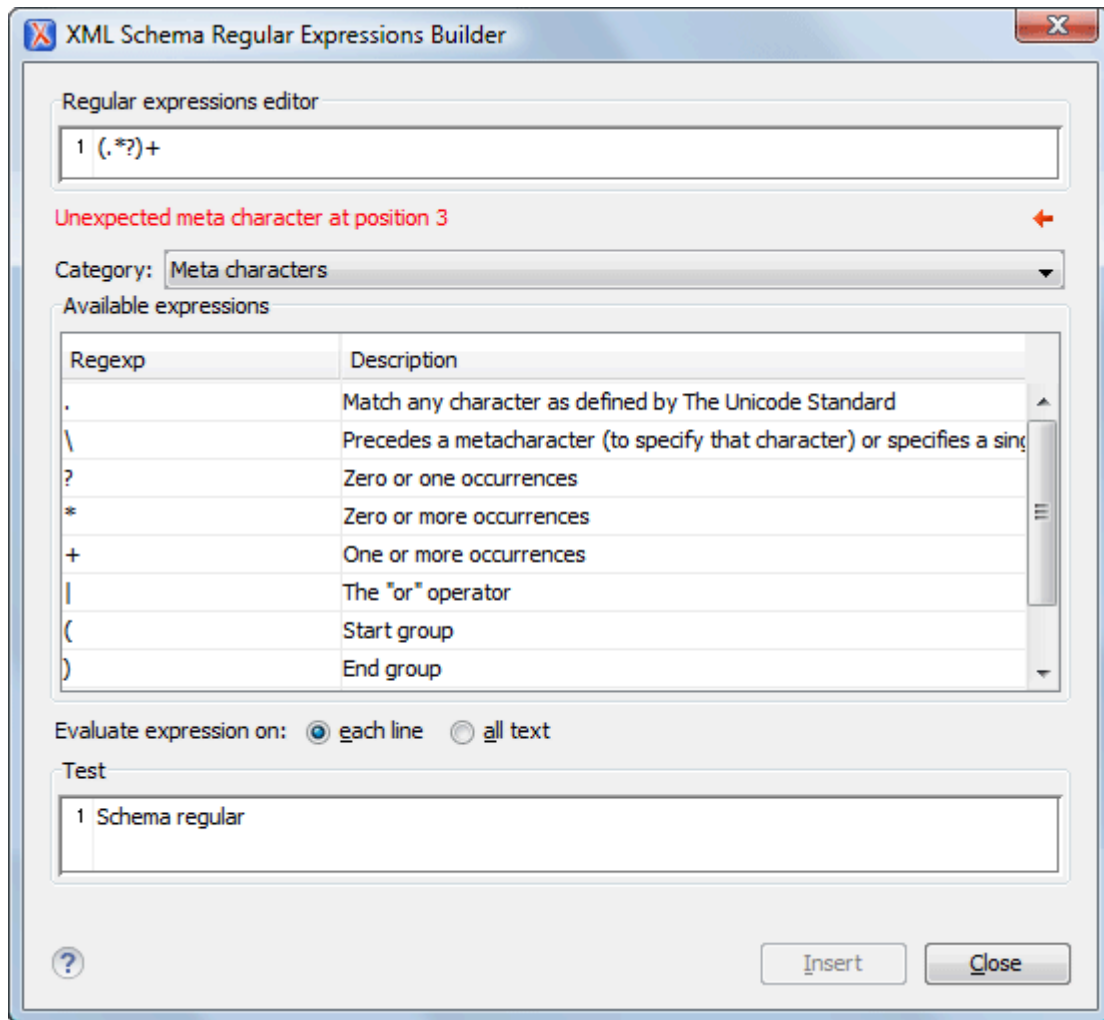 XML Schema Regular Expressions Builder
Regular expressions editor
1 (.*?)+
Unexpected meta character at position 3
Category: Meta characters
Available expressions
Regexp Description
. Match any character as defined by The Unicode Standard
\ Precedes a metacharacter (to specify that character) or specifies a
? Zero or one occurrences
* Zero or more occurrences
+ One or more occurrences
| The "or" operator
( Start group
) End group
Evaluate expression on: each line all text
Test
1 Schema regular
?
Insert Close